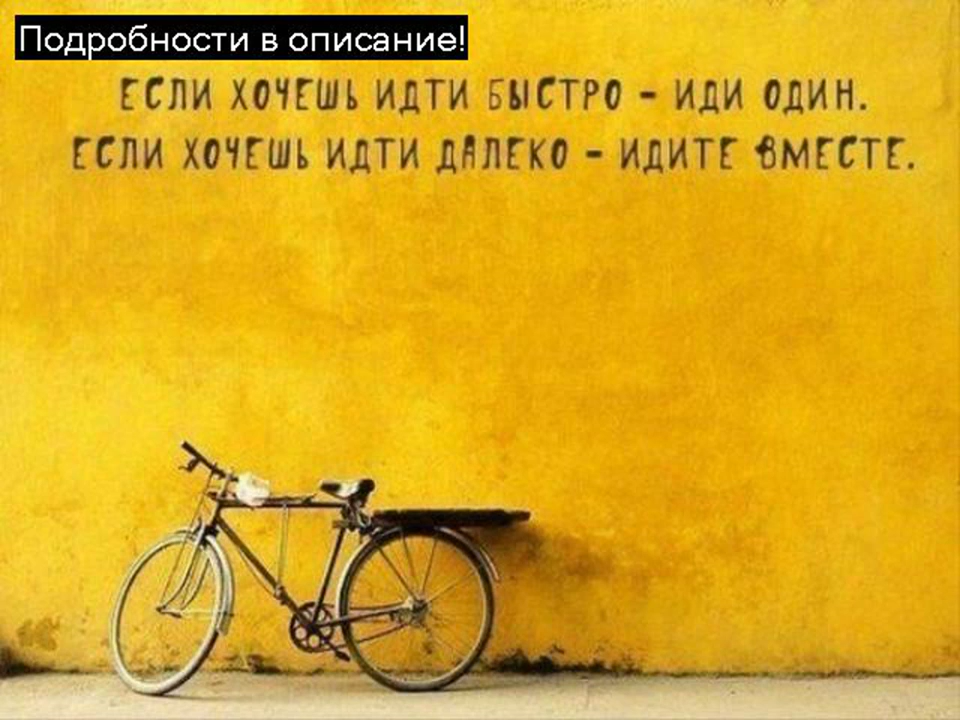 Подробности в описание!
ЕСЛИ ХОЧЕШЬ ИДТИ БЫСТРО - ИДИ ОДИН.
ЕСЛИ ХОЧЕШЬ ИДТИ ДАЛЕКО - ИДИТЕ ВМЕСТЕ.